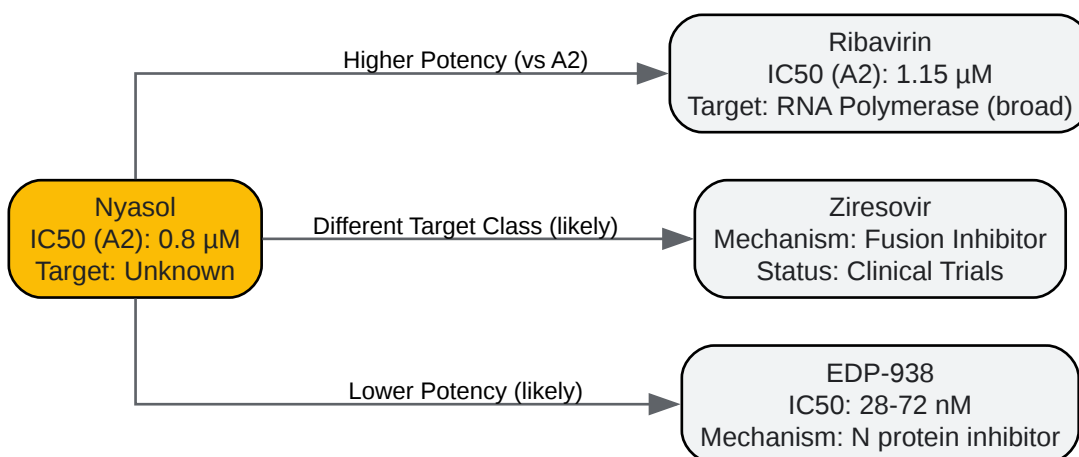 Higher Potency (vs A2)
Ribavirin
IC50 (A2): 1.15 µM
Target: RNA Polymerase (broad)
Nyasol
IC50 (A2): 0.8 µM
Target: Unknown
Different Target Class (likely)
Ziresovir
Mechanism: Fusion Inhibitor
Status: Clinical Trials
Lower Potency (likely)
EDP-938
IC50: 28-72 nM
Mechanism: N protein inhibitor